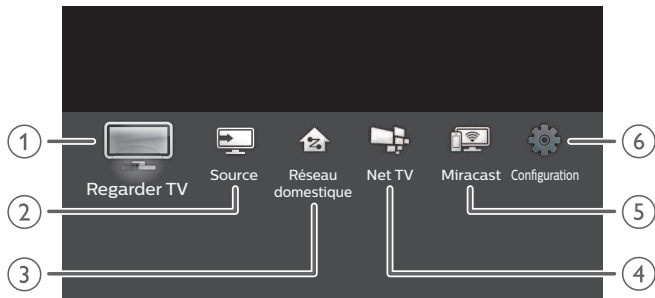 1
Regarder TV
2
Source
3
Réseau
domestique
Net TV
4
Miracast
5
Configuration
6